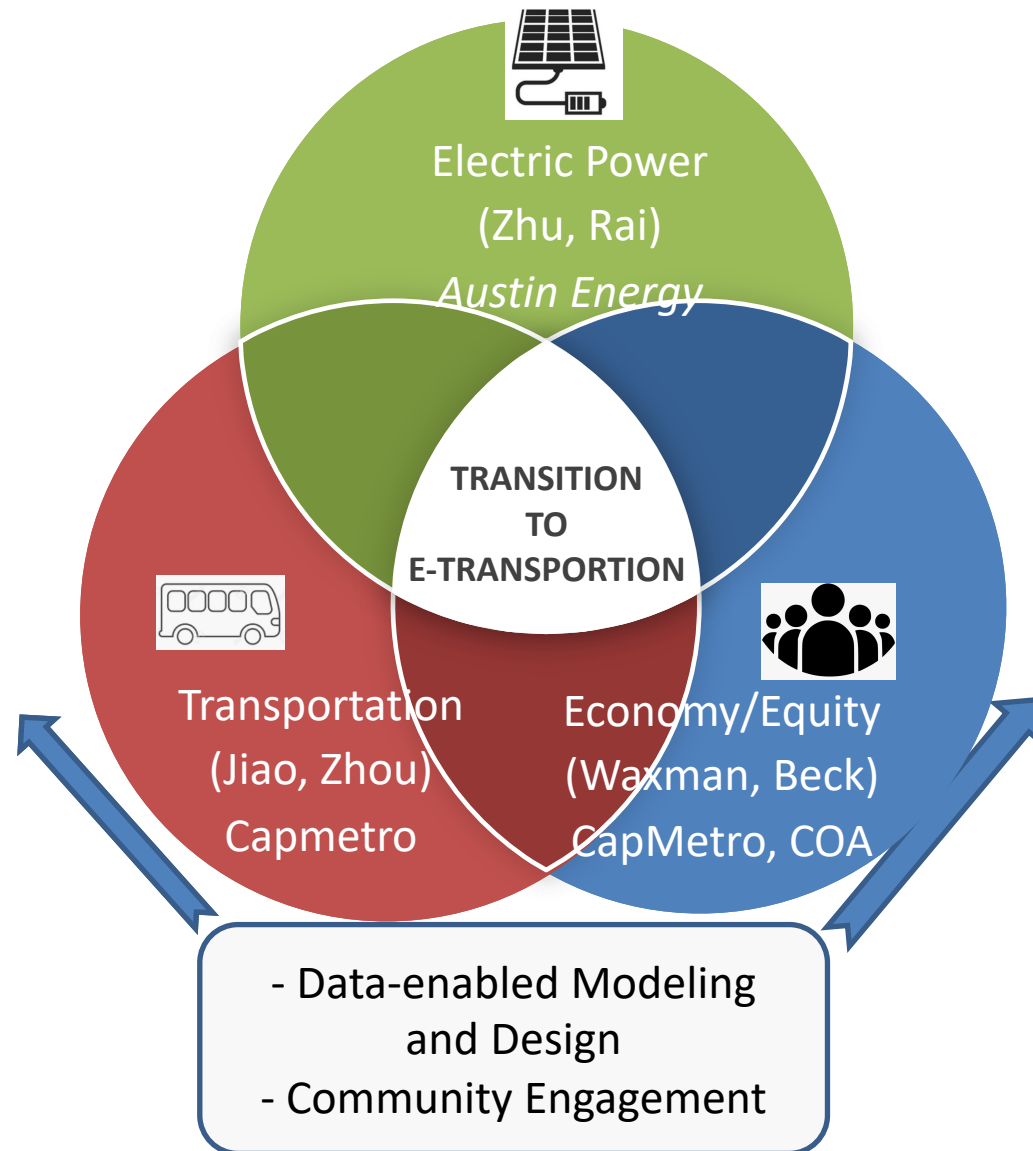 Electric Power
(Zhu, Rai)
Austin Energy
TRANSITION
TO
E-TRANSPORTION
Transportation
(Jiao, Zhou)
Capmetro
Economy/Equity
(Waxman, Beck)
CapMetro, COA
- Data-enabled Modeling
and Design
- Community Engagement